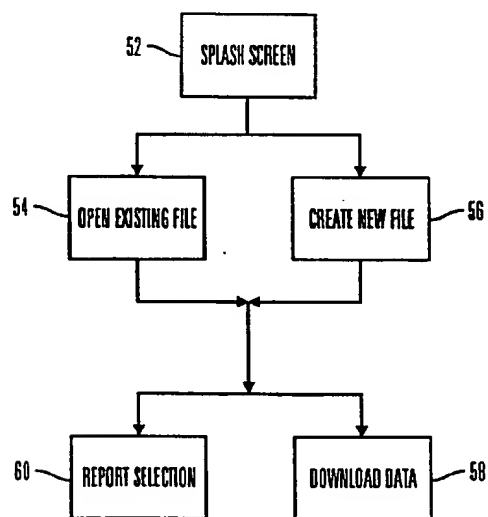 52
SPLASH SCREEN
54
OPEN EXISTING FILE
CREATE NEW FILE
56
60
REPORT SELECTION
DOWNLOAD DATA
58